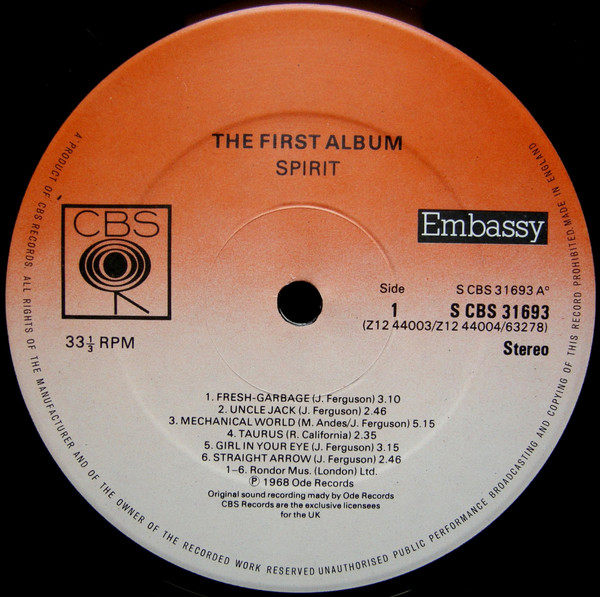 THE FIRST ALBUM
SPIRIT
CBS
Embassy
33⅓ RPM
Side
1
S CBS 31693 Aº
S CBS 31693
(Z12 44003/Z12 44004/63278)
Stereo
1. FRESH-GARBAGE (J. Ferguson) 3.10
2. UNCLE JACK (J. Ferguson) 2.46
3. MECHANICAL WORLD (M. Andes/J. Ferguson) 5.15
4. TAURUS (R. California) 2.35
5. GIRL IN YOUR EYE (J. Ferguson) 3.15
6. STRAIGHT ARROW (J. Ferguson) 2.46
1-6. Rondor Mus. (London) Ltd.
Ⓟ 1968 Ode Records
Original sound recording mady by Ode Records
CBS Records are the exclusive licensees
for the UK
A PRODUCT OF CBS RECORDS. ALL RIGHTS OF THE MANUFACTURER AND OF THE OWNER OF THE RECORDED WORK RESERVED UNAUTHORISED PUBLIC PERFORMANCE BROADCASTING AND COPYING OF THIS RECORD PROHIBITED. MADE IN ENGLAND